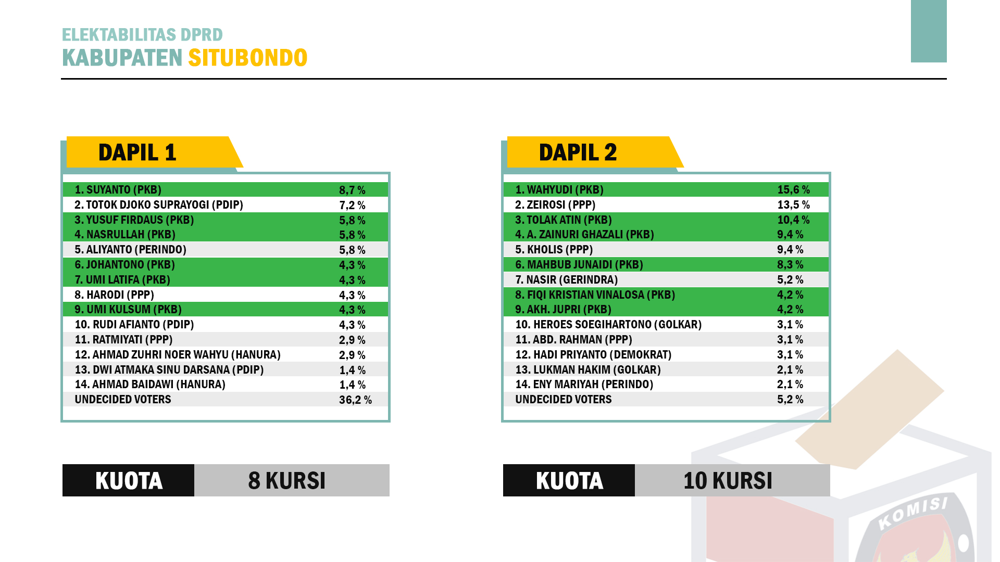 ELEKTABILITAS DPRD
KABUPATEN SITUBONDO
DAPIL 1
1. SUYANTO (PKB) 8,7 %
2. TOTOK DJOKO SUPRAYOGI (PDIP) 7,2 %
3. YUSUF FIRDAUS (PKB) 5,8 %
4. NASRULLAH (PKB) 5,8 %
5. ALIYANTO (PERINDO) 5,8 %
6. JOHANTONO (PKB) 4,3 %
7. UMI LATIFA (PKB) 4,3 %
8. HARODI (PPP) 4,3 %
9. UMI KULSUM (PKB) 4,3 %
10. RUDI AFIANTO (PDIP) 4,3 %
11. RATMIYATI (PPP) 2,9 %
12. AHMAD ZUHRI NOER WAHYU (HANURA) 2,9 %
13. DWI ATMAKA SINU DARSANA (PDIP) 1,4 %
14. AHMAD BAIDAWI (HANURA) 1,4 %
UNDECIDED VOTERS 36,2 %
KUOTA 8 KURSI
DAPIL 2
1. WAHYUDI (PKB) 15,6 %
2. ZEIROSI (PPP) 13,5 %
3. TOLAK ATIN (PKB) 10,4 %
4. A. ZAINURI GHAZALI (PKB) 9,4 %
5. KHOLIS (PPP) 9,4 %
6. MAHBUB JUNAIDI (PKB) 8,3 %
7. NASIR (GERINDRA) 5,2 %
8. FIQI KRISTIAN VINALOSA (PKB) 4,2 %
9. AKH. JUPRI (PKB) 4,2 %
10. HEROES SOEGIHARTONO (GOLKAR) 3,1 %
11. ABD. RAHMAN (PPP) 3,1 %
12. HADI PRIYANTO (DEMOKRAT) 3,1 %
13. LUKMAN HAKIM (GOLKAR) 2,1 %
14. ENY MARIYAH (PERINDO) 2,1 %
UNDECIDED VOTERS 5,2 %
KUOTA 10 KURSI
KOMISI